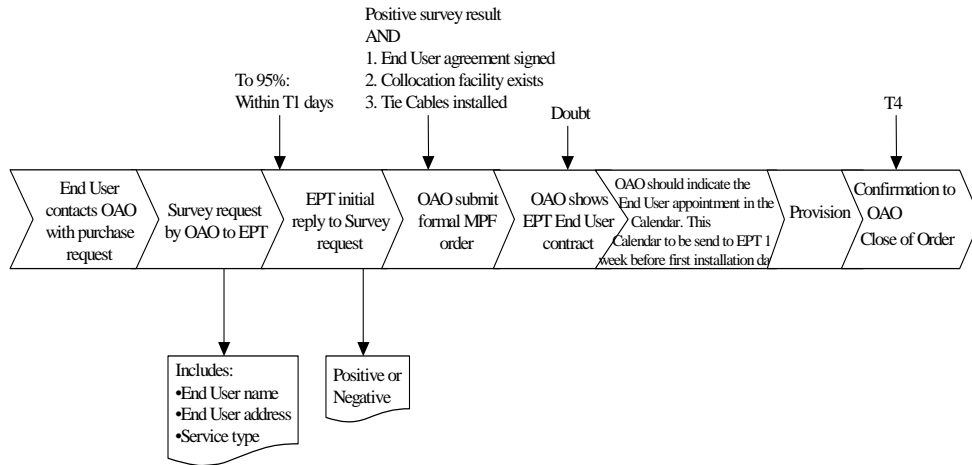 Positive survey result
AND
1. End User agreement signed
2. Collocation facility exists
3. Tie Cables installed
To 95%:
Within T1 days
Doubt
T4
End User
contacts OAO
with purchase
request
Survey request
by OAO to EPT
EPT initial
reply to Survey
request
OAO submit
formal MPF
order
OAO shows
EPT End User
contract
OAO should indicate the
End User appointment in the
Calendar. This
Calendar to be send to EPT 1
week before first installation da
Provision
Confirmation to
OAO
Close of Order
Includes:
•End User name
•End User address
•Service type
Positive or
Negative